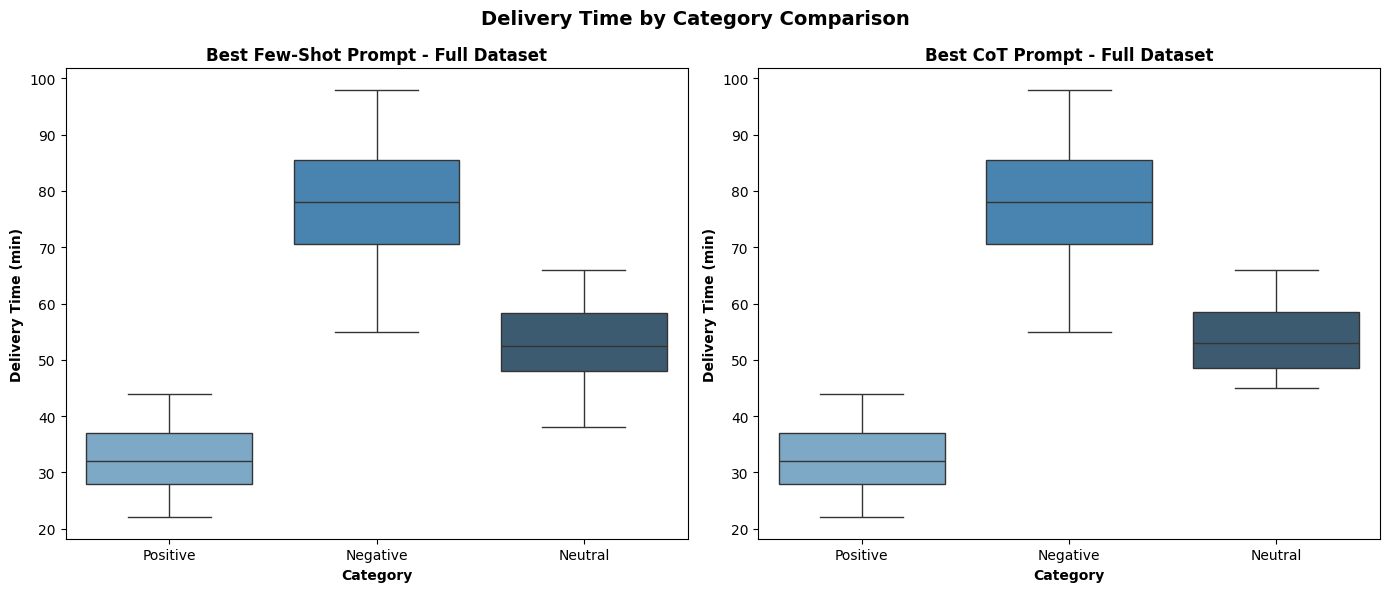 Delivery Time by Category Comparison
Best Few-Shot Prompt - Full Dataset
Delivery Time (min)
100
90
80
70
60
50
40
30
20
Positive Negative Neutral
Category
Best CoT Prompt - Full Dataset
Delivery Time (min)
100
90
80
70
60
50
40
30
20
Positive Negative Neutral
Category